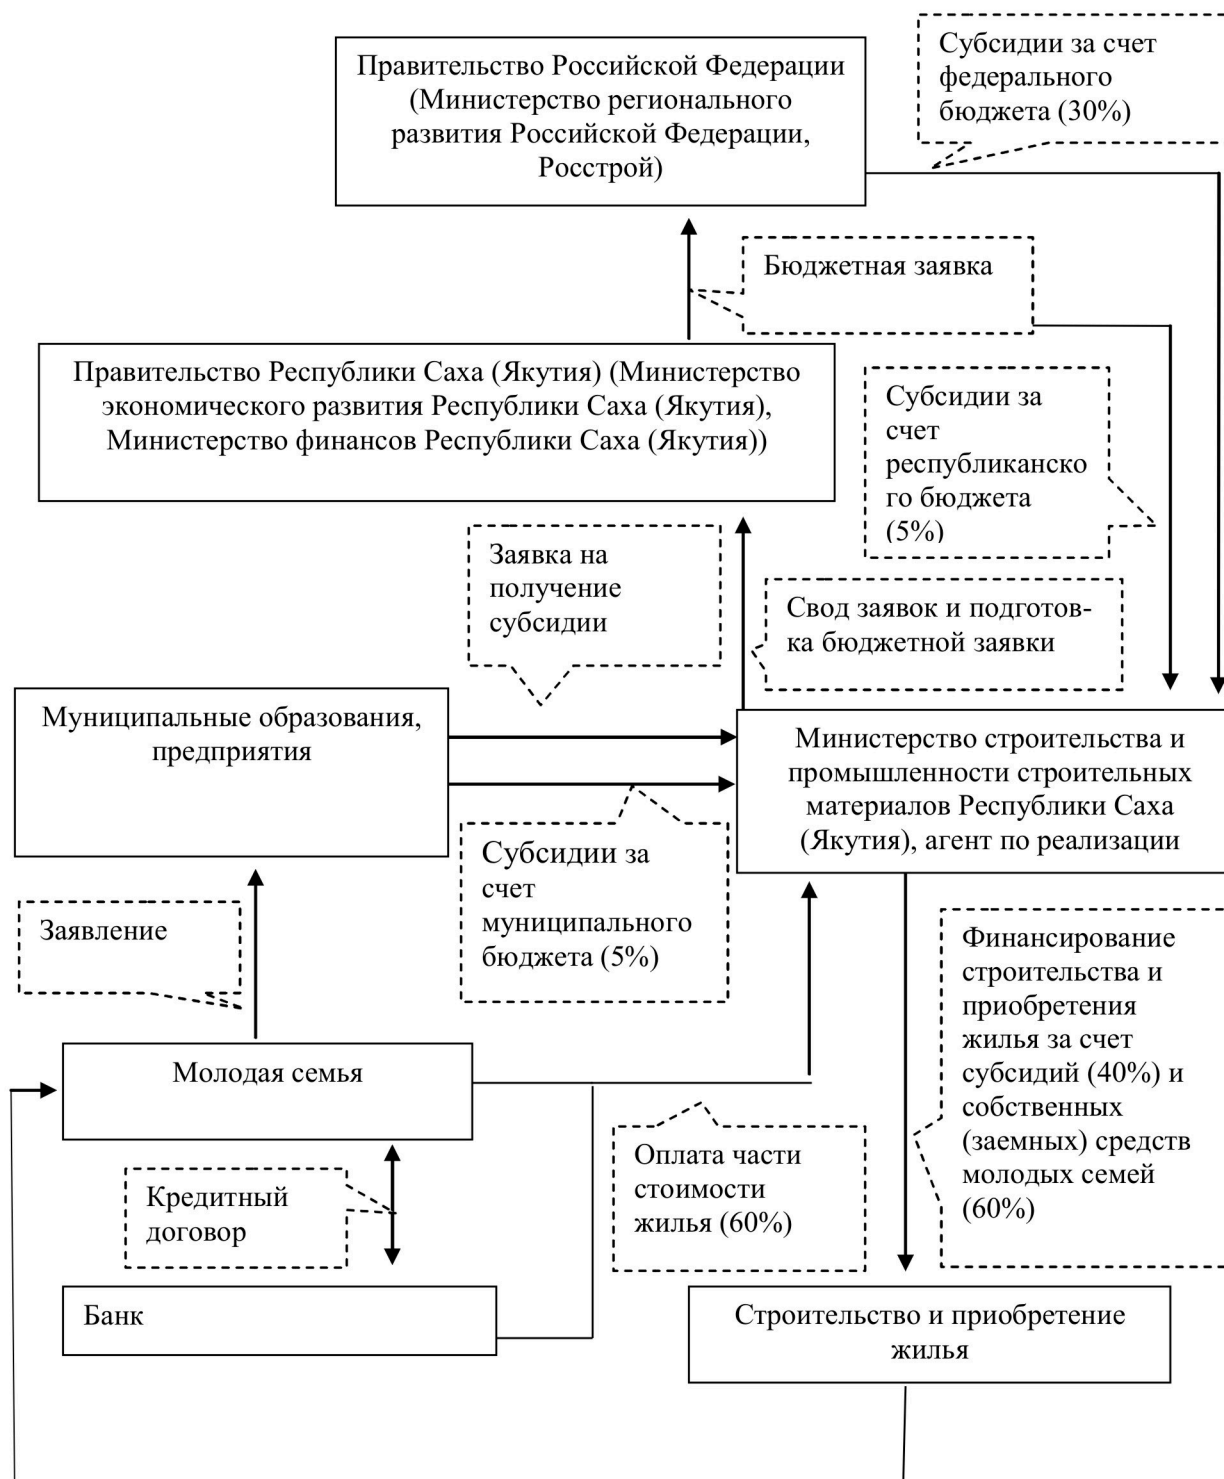 Субсидии за счет
федерального
бюджета (30%)
Правительство Российской Федерации
(Министерство регионального
развития Российской Федерации,
Росстрой)
Бюджетная заявка
Правительство Республики Саха (Якутия) (Министерство
экономического развития Республики Саха (Якутия),
Министерство финансов Республики Саха (Якутия))
Субсидии за
счет
республиканско
го бюджета
(5%)
Заявка на
получение
субсидии
Свод заявок и подготов-
ка бюджетной заявки
Муниципальные образования,
предприятия
Министерство строительства и
промышленности строительных
материалов Республики Саха
(Якутия), агент по реализации
Субсидии за
счет
муниципального
бюджета (5%)
Заявление
Финансирование
строительства и
приобретения
жилья за счет
субсидий (40%) и
собственных
(заемных) средств
молодых семей
(60%)
Молодая семья
Оплата части
стоимости
жилья (60%)
Кредитный
договор
Банк
Строительство и приобретение
жилья